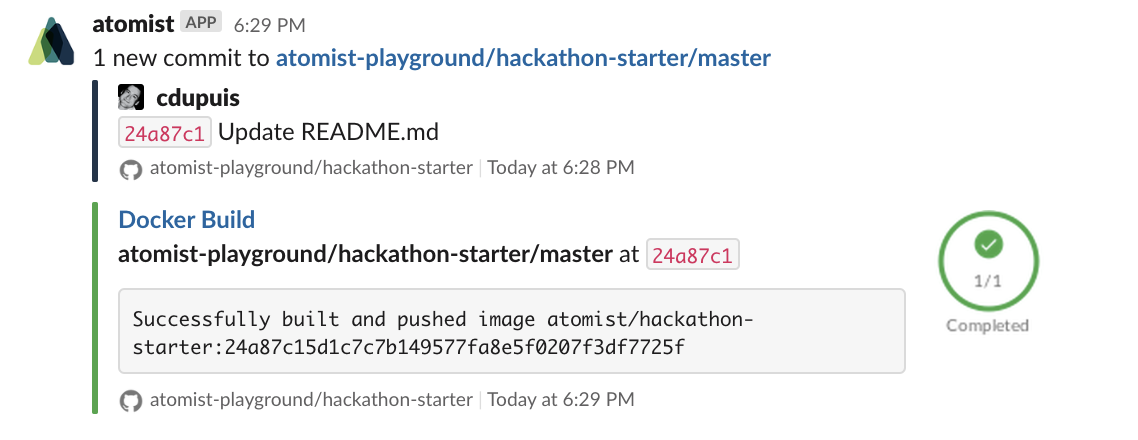 atomist APP 6:29 PM
1 new commit to atomist-playground/hackathon-starter/master
cdupuis
24a87c1 Update README.md
atomist-playground/hackathon-starter | Today at 6:28 PM
Docker Build
atomist-playground/hackathon-starter/master at 24a87c1
1/1
Completed
Successfully built and pushed image atomist/hackathon-
starter:24a87c15d1c7c7b149577fa8e5f0207f3df7725f
atomist-playground/hackathon-starter | Today at 6:29 PM